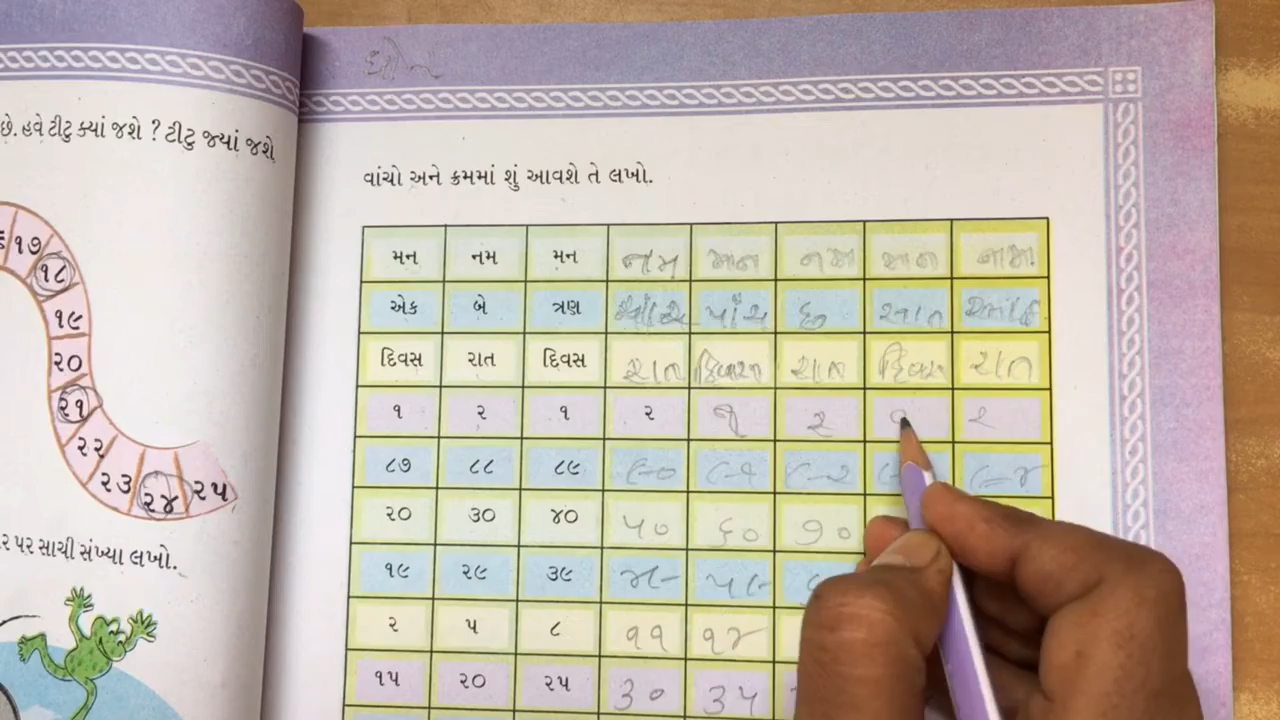 છે. હવે ટીટુ ક્યાં જશે ? ટીટુ જ્યાં જશે
૧૭
૧૮
૧૯
૨૦
૨૧
૨૨
૨૩
૨૪
૨૫
૨ પર સાચી સંખ્યા લખો.
વાંચો અને ક્રમમાં શું આવશે તે લખો.
મન નમ મન નમ મન નમ મન નમ
એક બે ત્રણ પાંચ છ સાત
દિવસ રાત દિવસ રાત દિવસ રાત દિવસ રાત
૧ ૨ ૧ ૨ ૧ ૨ ૧ ૨
૮૭ ૮૮ ૮૯ ૯૦ ૯૧ ૯૨ ૯૪
૨૦ ૩૦ ૪૦ ૫૦ ૬૦ ૭૦
૧૯ ૨૯ ૩૯ ૪૯ ૫૯
૨ ૫ ૮ ૧૧ ૧૪
૧૫ ૨૦ ૨૫ ૩૦ ૩૫